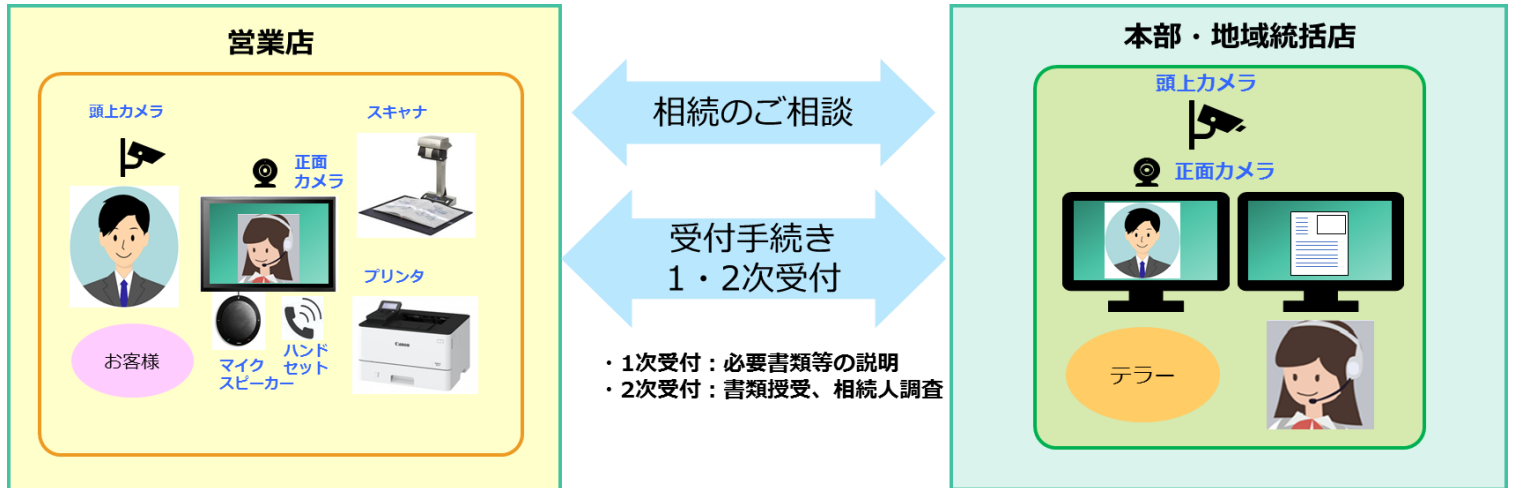 営業店
頭上カメラ
スキャナ
正面
カメラ
プリンタ
お客様
マイク
スピーカー
ハンド
セット
Canon
相続のご相談
受付手続き
1・2次受付
・1次受付：必要書類等の説明
・2次受付：書類授受、相続人調査
本部・地域統括店
頭上カメラ
正面カメラ
テラー